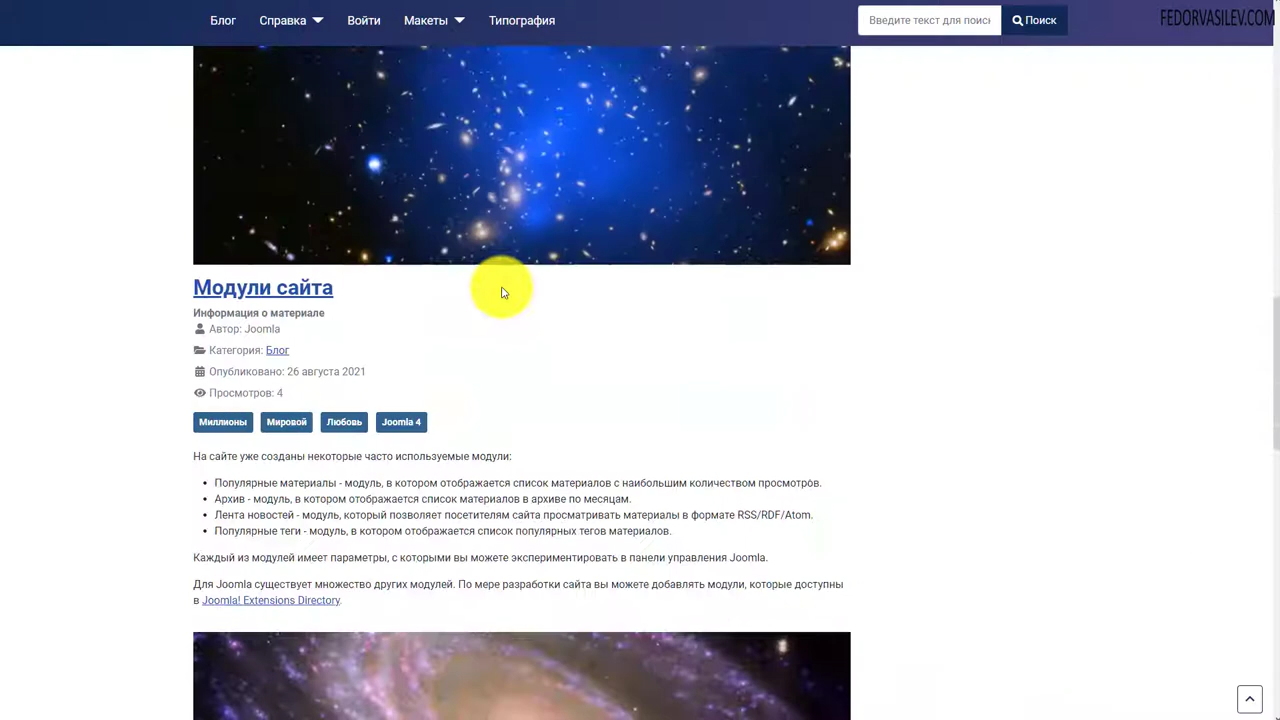 Блог Справка Войти Макеты Типография Введите текст для поиск Поиск FEDORVASILEV.COM
Модули сайта
Информация о материале
Автор: Joomla
Категория: Блог
Опубликовано: 26 августа 2021
Просмотров: 4
Миллионы Мировой Любовь Joomla 4
На сайте уже созданы некоторые часто используемые модули:
• Популярные материалы - модуль, в котором отображается список материалов с наибольшим количеством просмотров.
• Архив - модуль, в котором отображается список материалов в архиве по месяцам.
• Лента новостей - модуль, который позволяет посетителям сайта просматривать материалы в формате RSS/RDF/Atom.
• Популярные теги - модуль, в котором отображается список популярных тегов материалов.
Каждый из модулей имеет параметры, с которыми вы можете экспериментировать в панели управления Joomla.
Для Joomla существует множество других модулей. По мере разработки сайта вы можете добавлять модули, которые доступны
в Joomla! Extensions Directory.